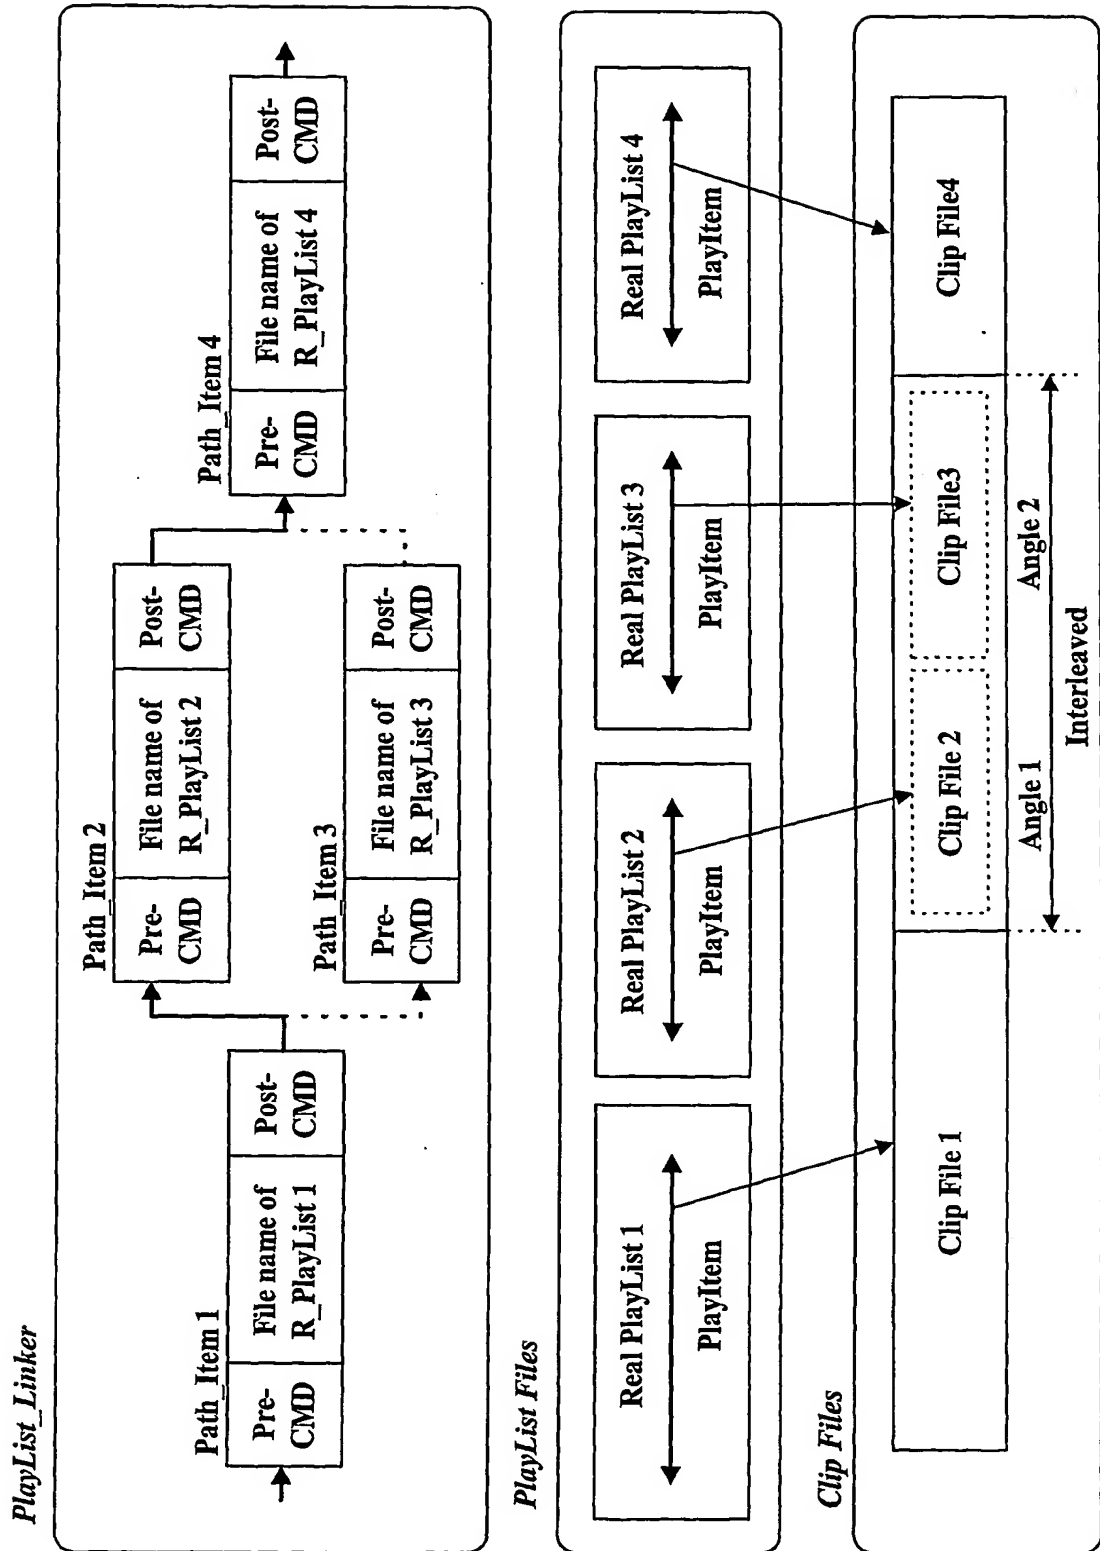 PlayList_Linker
Path_Item 1
Pre-
CMD
File name of
R_PlayList 1
Post-
CMD
Path_Item 2
Pre-
CMD
File name of
R_PlayList 2
Post-
CMD
Path_Item 3
Pre-
CMD
File name of
R_PlayList 3
Post-
CMD
Path_Item 4
Pre-
CMD
File name of
R_PlayList 4
Post-
CMD
PlayList Files
Real PlayList 1
PlayItem
Real PlayList 2
PlayItem
Real PlayList 3
PlayItem
Real PlayList 4
PlayItem
Clip Files
Clip File 1
Clip File 2
Clip File3
Clip File4
Angle 1
Angle 2
Interleaved